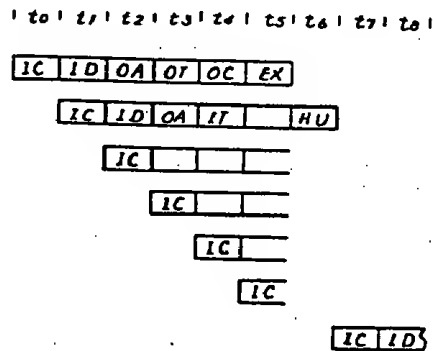 t0 t1 t2 t3 t4 t5 t6 t7 t8
IC ID OA OT OC EX
IC ID OA IT HU
IC
IC
IC
IC
IC ID